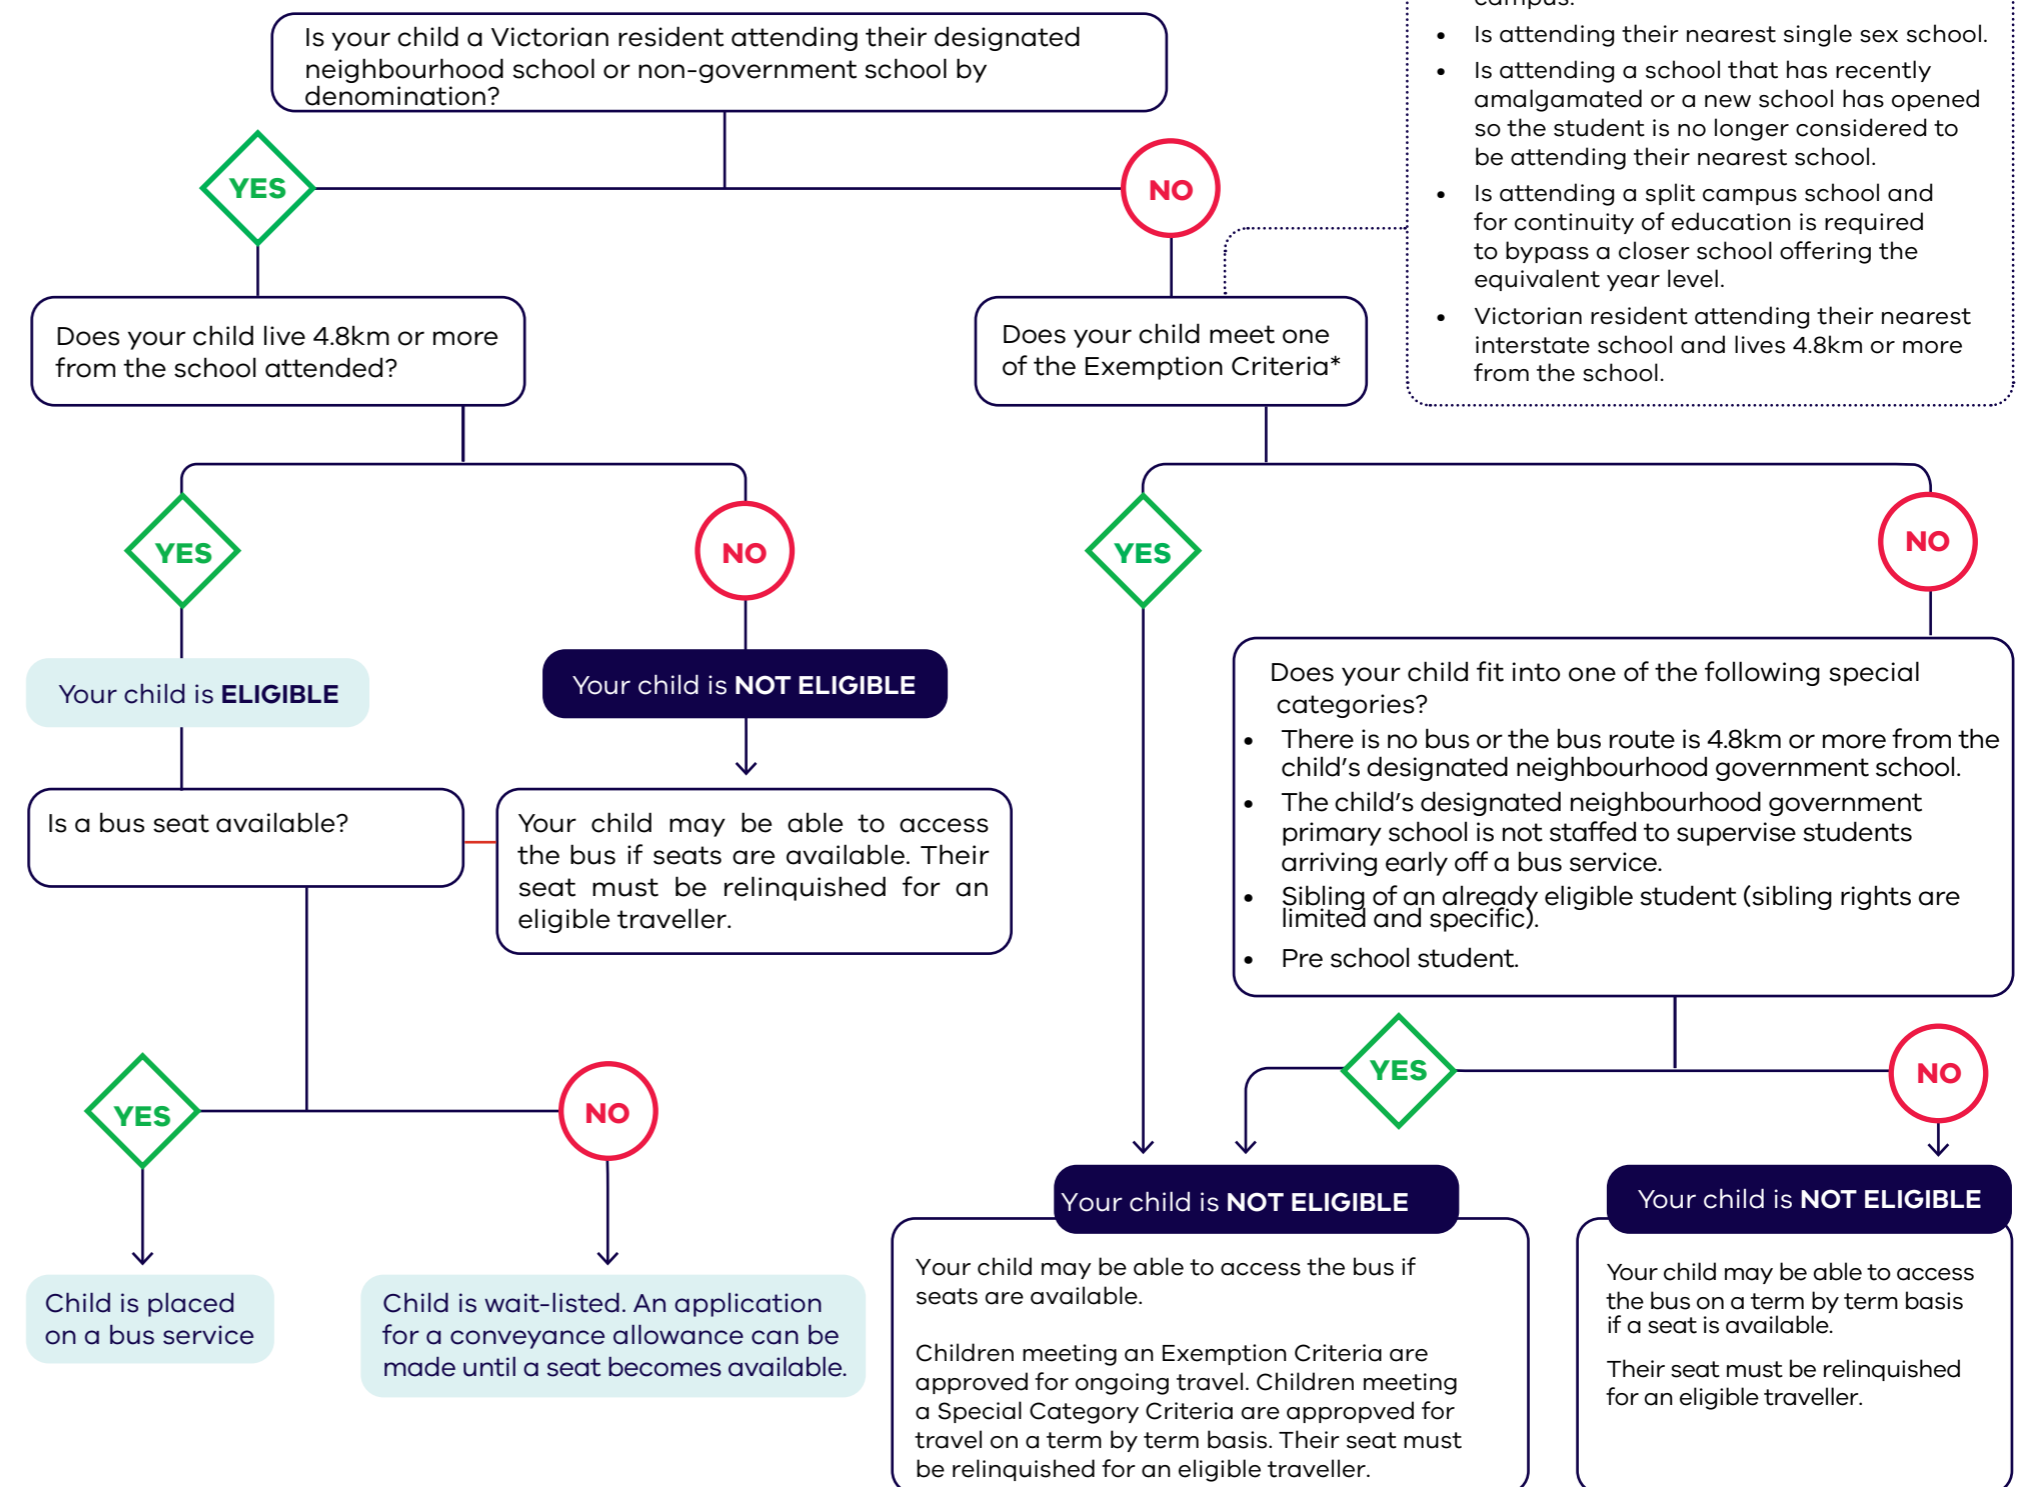 campus.
• Is attending their nearest single sex school.
• Is attending a school that has recently
amalgamated or a new school has opened
so the student is no longer considered to
be attending their nearest school.
• Is attending a split campus school and
for continuity of education is required
to bypass a closer school offering the
equivalent year level.
• Victorian resident attending their nearest
interstate school and lives 4.8km or more
from the school.
Is your child a Victorian resident attending their designated
neighbourhood school or non-government school by
denomination?
YES
NO
Does your child live 4.8km or more
from the school attended?
Does your child meet one
of the Exemption Criteria*
YES
NO
YES
NO
Your child is ELIGIBLE
Your child is NOT ELIGIBLE
Is a bus seat available?
Your child may be able to access
the bus if seats are available. Their
seat must be relinquished for an
eligible traveller.
Does your child fit into one of the following special
categories?
• There is no bus or the bus route is 4.8km or more from the
child's designated neighbourhood government school.
• The child's designated neighbourhood government
primary school is not staffed to supervise students
arriving early off a bus service.
• Sibling of an already eligible student (sibling rights are
limited and specific).
• Pre school student.
YES
NO
YES
NO
Child is placed
on a bus service
Child is wait-listed. An application
for a conveyance allowance can be
made until a seat becomes available.
Your child is NOT ELIGIBLE
Your child may be able to access the bus if
seats are available.
Children meeting an Exemption Criteria are
approved for ongoing travel. Children meeting
a Special Category Criteria are appropved for
travel on a term by term basis. Their seat must
be relinquished for an eligible traveller.
Your child is NOT ELIGIBLE
Your child may be able to access
the bus on a term by term basis
if a seat is available.
Their seat must be relinquished
for an eligible traveller.